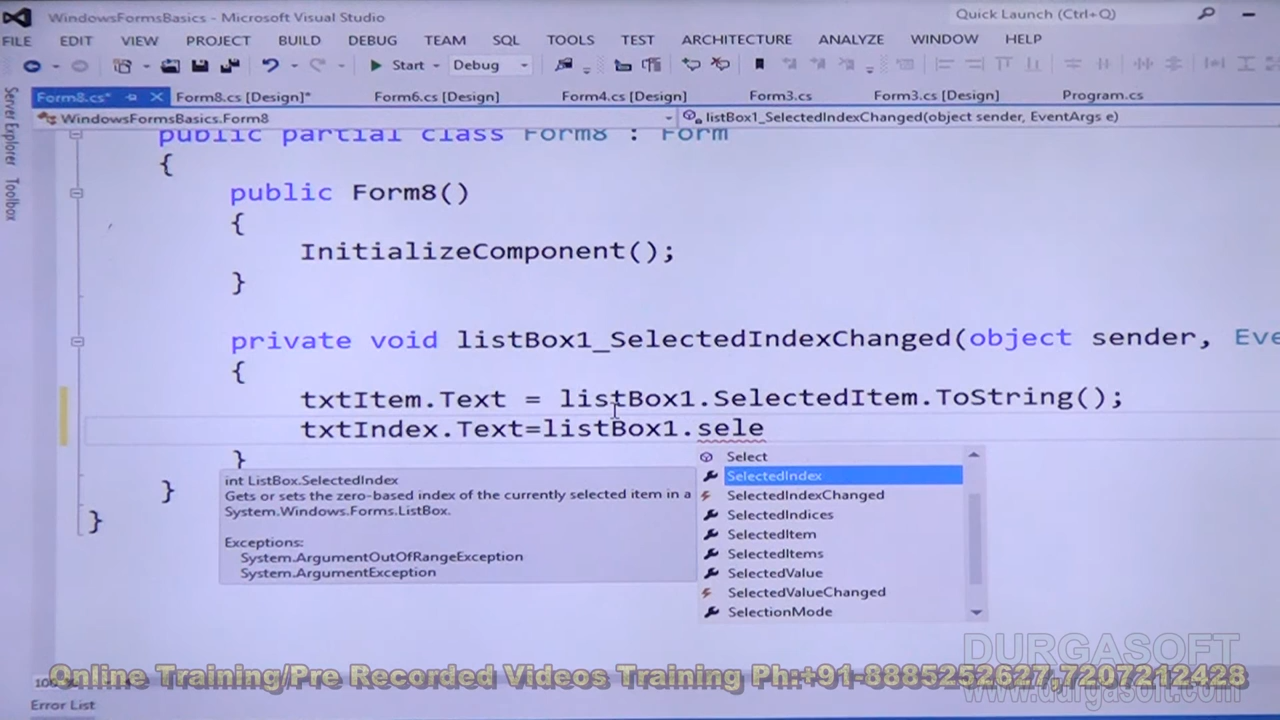 WindowsFormsBasics - Microsoft Visual Studio
Quick Launch (Ctrl+Q)
FILE EDIT VIEW PROJECT BUILD DEBUG TEAM SQL TOOLS TEST ARCHITECTURE ANALYZE WINDOW HELP
Start Debug
Server Explorer
Toolbox
Form8.cs* Form8.cs [Design]* Form6.cs [Design] Form4.cs [Design] Form3.cs Form3.cs [Design] Program.cs
WindowsFormsBasics.Form8
listBox1_SelectedIndexChanged(object sender, EventArgs e)
public partial class Form8 : Form
{
public Form8()
{
InitializeComponent();
}
private void listBox1_SelectedIndexChanged(object sender, Eve
{
txtItem.Text = listBox1.SelectedItem.ToString();
txtIndex.Text=listBox1.sele
}
}
}
int ListBox.SelectedIndex
Gets or sets the zero-based index of the currently selected item in a
System.Windows.Forms.ListBox.
Exceptions:
System.ArgumentOutOfRangeException
System.ArgumentException
Select
SelectedIndex
SelectedIndexChanged
SelectedIndices
SelectedItem
SelectedItems
SelectedValue
SelectedValueChanged
SelectionMode
DURGASOFT
Online Training/Pre Recorded Videos Training Ph:+91-8885252627,7207212428
www.durgasoft.com
Error List